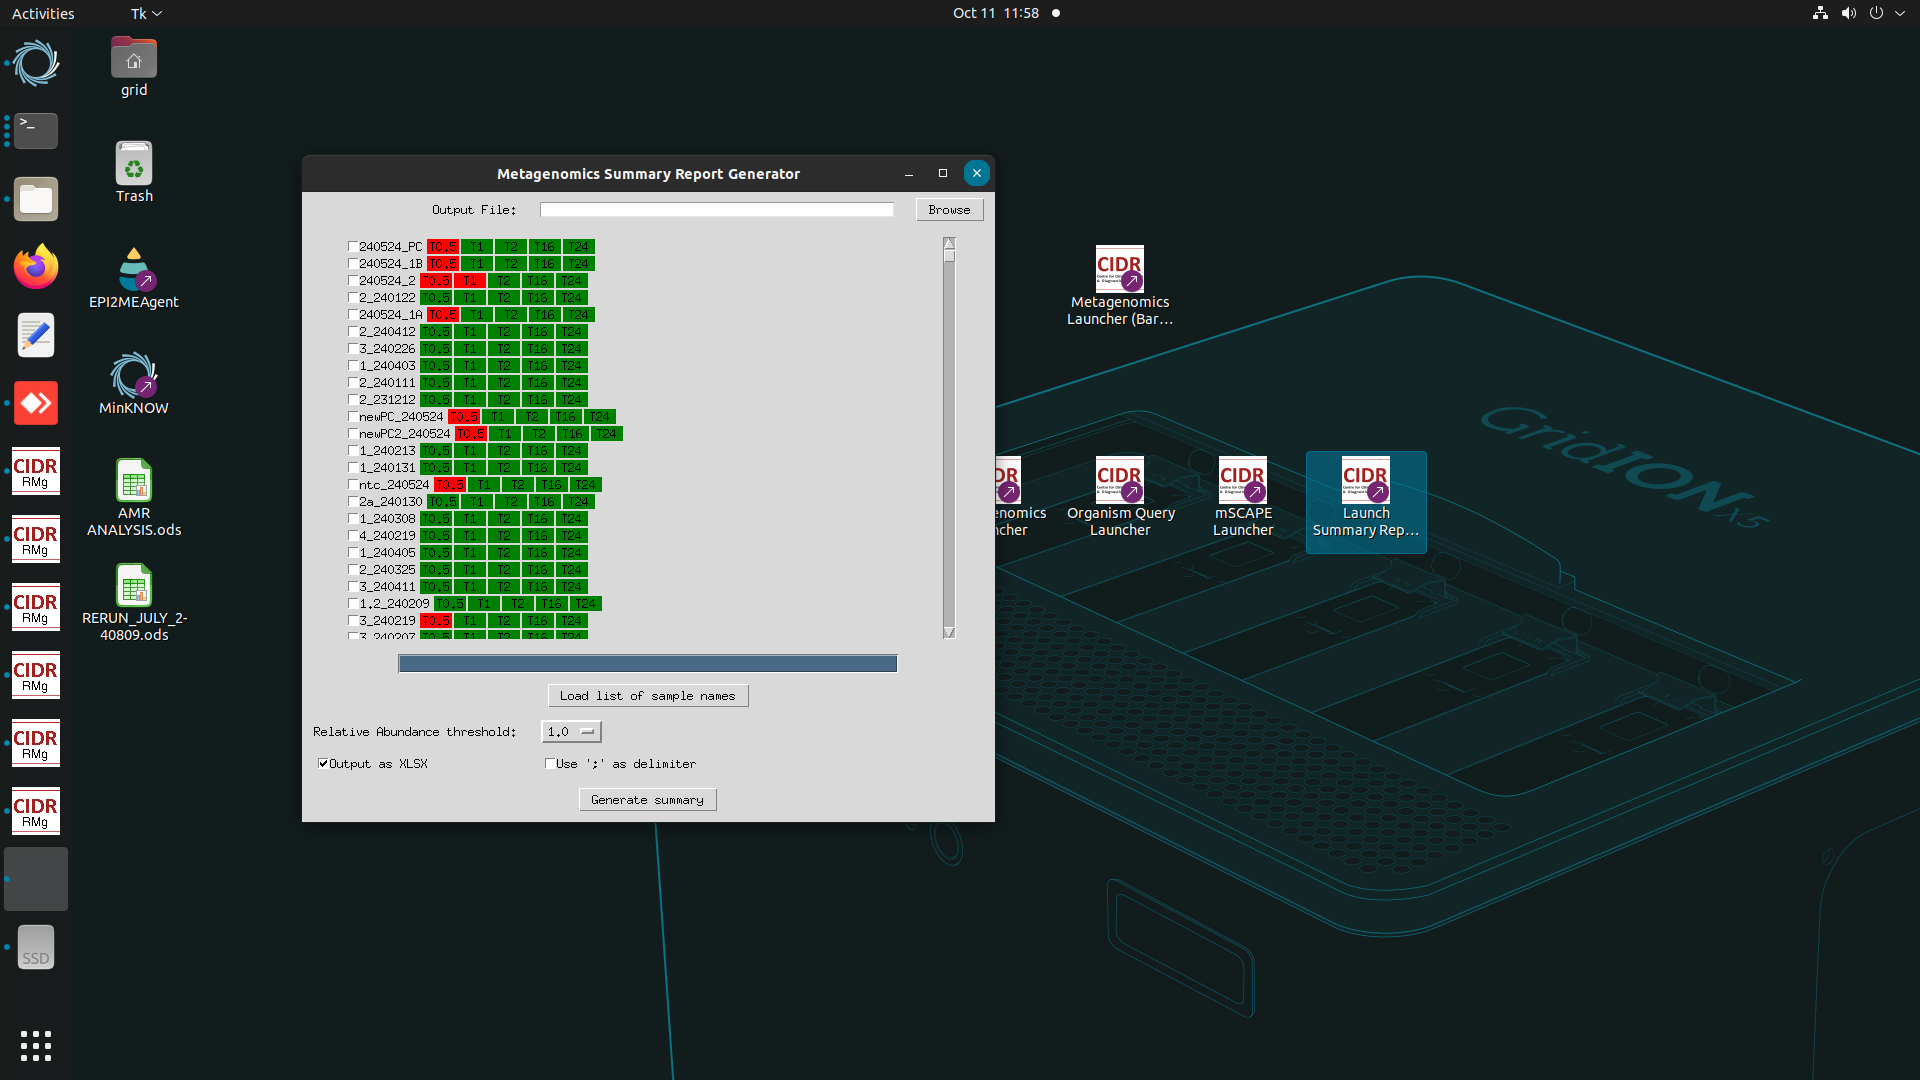 Activities
Tk
Oct 11 11:58
grid
Trash
EPI2MEAgent
MinKNOW
AMR
ANALYSIS.ods
RERUN_JULY_2-
40809.ods
>_
CIDR
RMg
CIDR
RMg
CIDR
RMg
CIDR
RMg
CIDR
RMg
CIDR
RMg
SSD
Metagenomics Summary Report Generator
Output File:
Browse
240524_PC T0.5 T1 T2 T16 T24
240524_1B T0.5 T1 T2 T16 T24
240524_2 T0.5 T1 T2 T16 T24
2_240122 T0.5 T1 T2 T16 T24
240524_1A T0.5 T1 T2 T16 T24
2_240412 T0.5 T1 T2 T16 T24
3_240226 T0.5 T1 T2 T16 T24
1_240403 T0.5 T1 T2 T16 T24
2_240111 T0.5 T1 T2 T16 T24
2_231212 T0.5 T1 T2 T16 T24
newPC_240524 T0.5 T1 T2 T16 T24
newPC2_240524 T0.5 T1 T2 T16 T24
1_240213 T0.5 T1 T2 T16 T24
1_240131 T0.5 T1 T2 T16 T24
ntc_240524 T0.5 T1 T2 T16 T24
2a_240130 T0.5 T1 T2 T16 T24
1_240308 T0.5 T1 T2 T16 T24
4_240219 T0.5 T1 T2 T16 T24
1_240405 T0.5 T1 T2 T16 T24
2_240325 T0.5 T1 T2 T16 T24
3_240411 T0.5 T1 T2 T16 T24
1.2_240209 T0.5 T1 T2 T16 T24
3_240219 T0.5 T1 T2 T16 T24
3_240207 T0.5 T1 T2 T16 T24
Load list of sample names
Relative Abundance threshold: 1.0
Output as XLSX
Use ';' as delimiter
Generate summary
CIDR
Metagenomics
Launcher (Bar...
DR
enomics
ncher
CIDR
Organism Query
Launcher
CIDR
mSCAPE
Launcher
CIDR
Launch
Summary Rep...
GridION x5